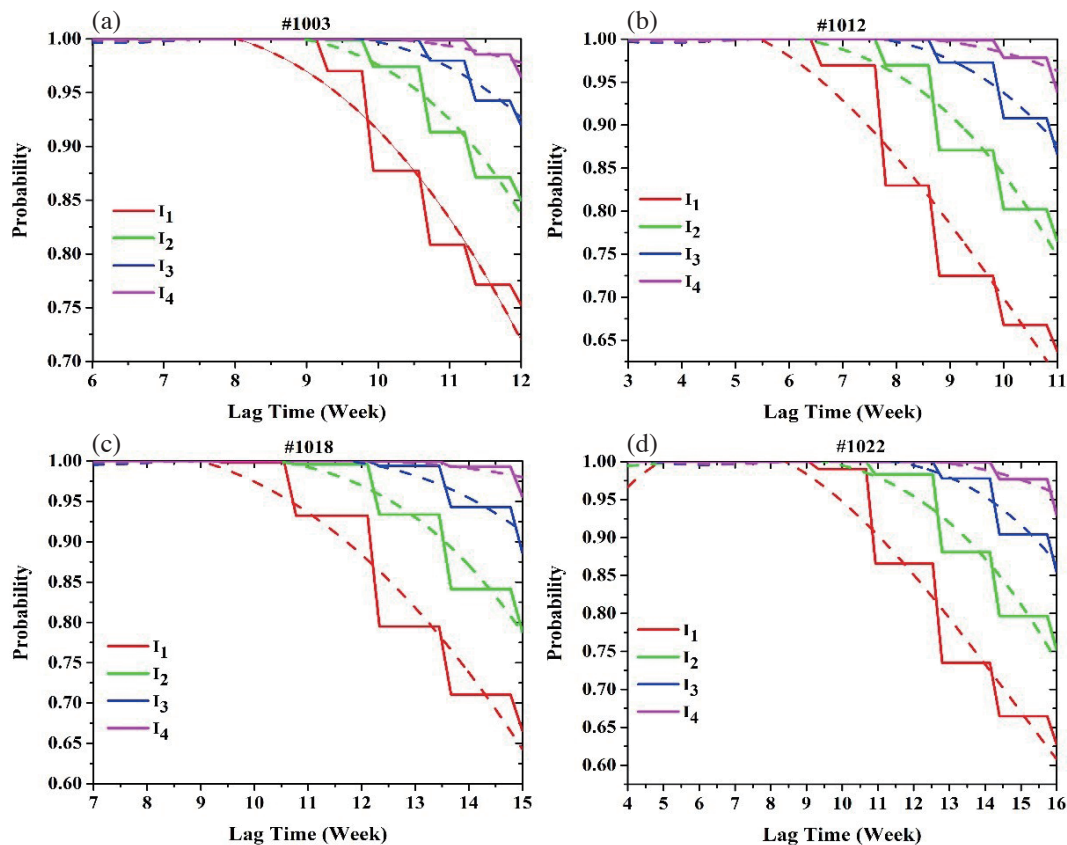 (a)
#1003
1.00
0.95
0.90
0.85
0.80
0.75
0.70
Probability
I1
I2
I3
I4
6 7 8 9 10 11 12
Lag Time (Week)
(b)
#1012
1.00
0.95
0.90
0.85
0.80
0.75
0.70
0.65
Probability
I1
I2
I3
I4
3 4 5 6 7 8 9 10 11
Lag Time (Week)
(c)
#1018
1.00
0.95
0.90
0.85
0.80
0.75
0.70
0.65
0.60
Probability
I1
I2
I3
I4
7 8 9 10 11 12 13 14 15
Lag Time (Week)
(d)
#1022
1.00
0.95
0.90
0.85
0.80
0.75
0.70
0.65
0.60
Probability
I1
I2
I3
I4
4 5 6 7 8 9 10 11 12 13 14 15 16
Lag Time (Week)